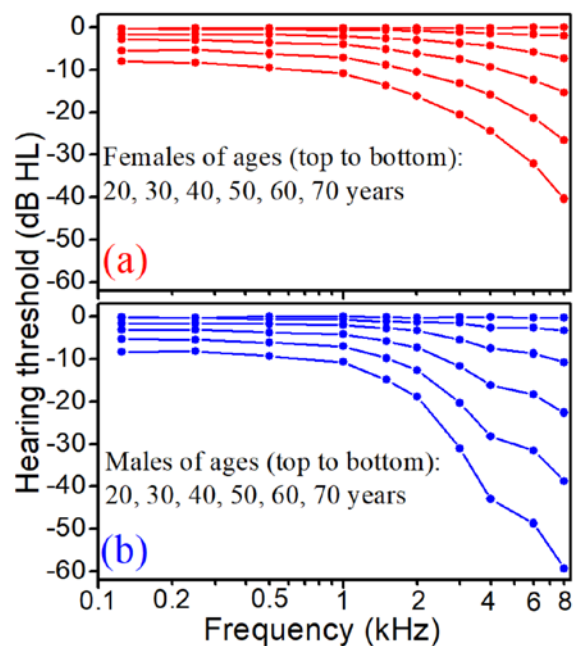 0
-10
-20
-30
-40
-50
-60
Females of ages (top to bottom):
20, 30, 40, 50, 60, 70 years
(a)
0
-10
-20
-30
-40
-50
-60
Males of ages (top to bottom):
20, 30, 40, 50, 60, 70 years
(b)
Hearing threshold (dB HL)
0.1 0.2 0.5 1 2 4 6 8
Frequency (kHz)